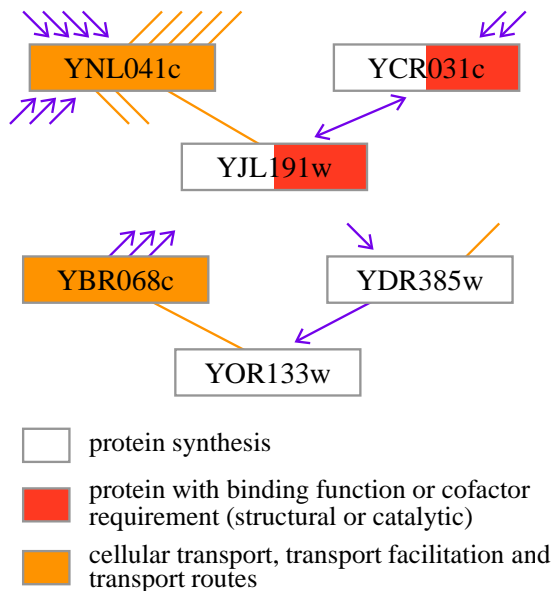 YNL041c
YCR031c
YJL191w
YBR068c
YDR385w
YOR133w
protein synthesis
protein with binding function or cofactor
requirement (structural or catalytic)
cellular transport, transport facilitation and
transport routes